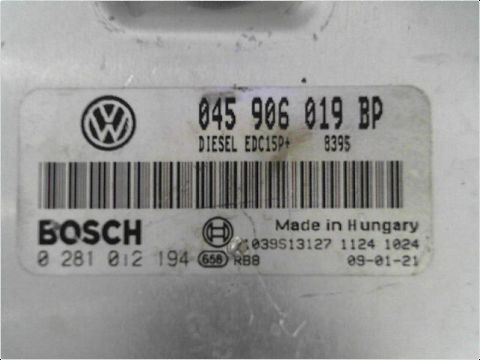 045 906 019 BP
DIESEL EDC15P+ 8395
BOSCH Made in Hungary
1039S13127 1124 1024
0 281 012 194 656 RB8 09-01-21